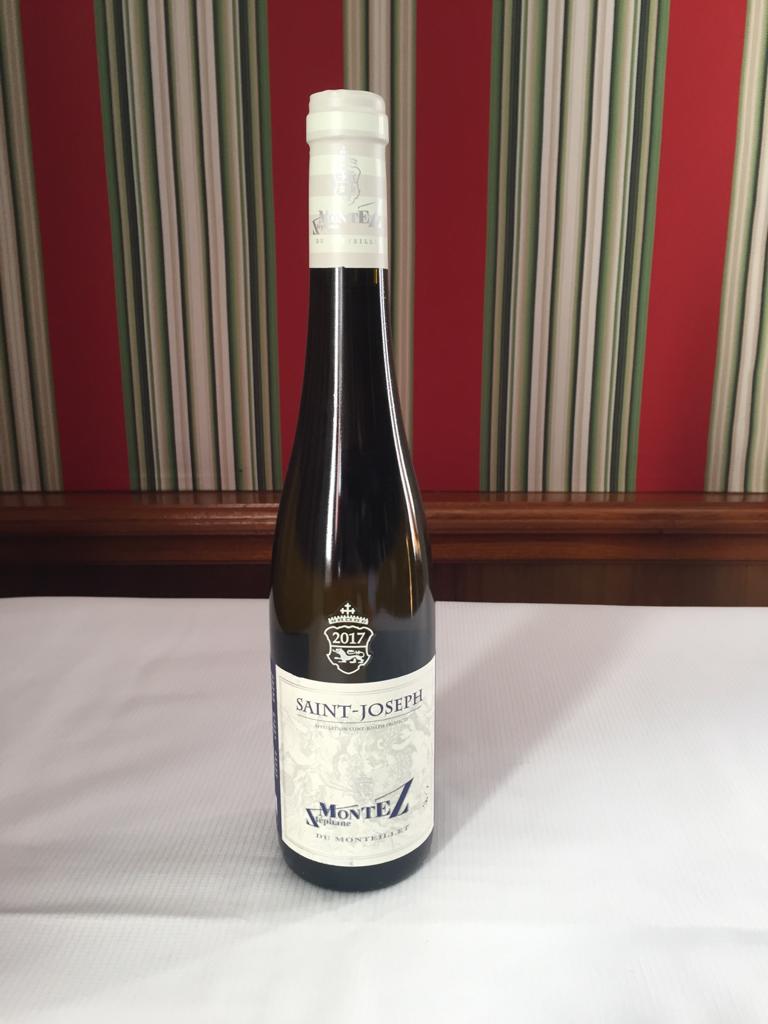 MONTEZ
2017
SAINT-JOSEPH
MONTEZ
Stéphane
DU MONTEILLET